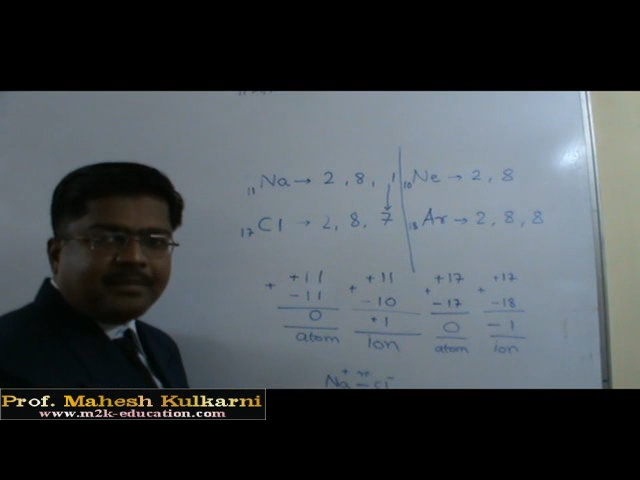 ₁₁Na → 2, 8, 1
₁₀Ne → 2, 8
₁₇Cl → 2, 8, 7
₁₈Ar → 2, 8, 8
+ +11 + +11 + +17 + +17
-11 -10 -17 -18
0 +1 0 -1
atom Ion atom Ion
Na⁺ Cl⁻
Prof. Mahesh Kulkarni
www.m2k-education.com